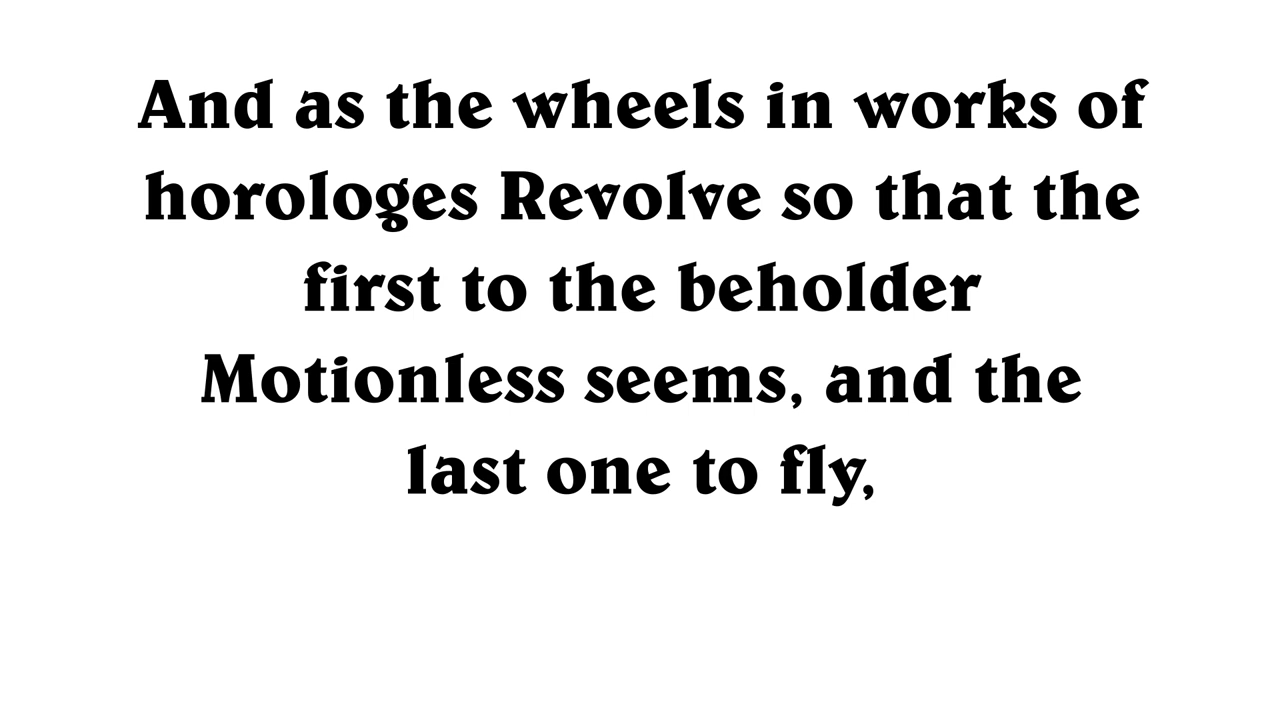 And as the wheels in works of
horologes Revolve so that the
first to the beholder
Motionless seems, and the
last one to fly,